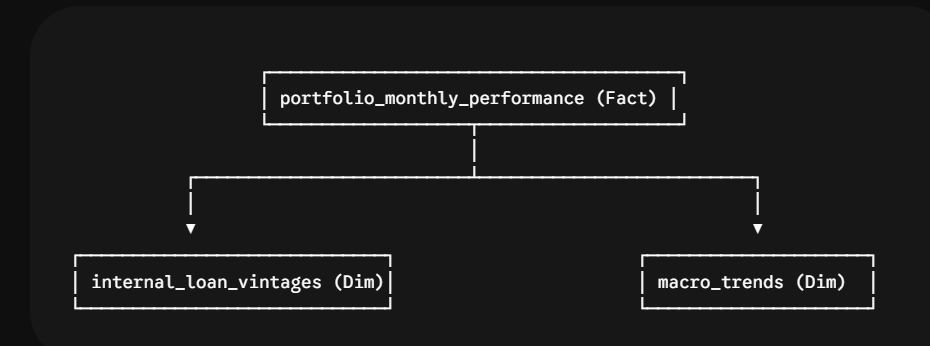 portfolio_monthly_performance (Fact)
internal_loan_vintages (Dim)
macro_trends (Dim)